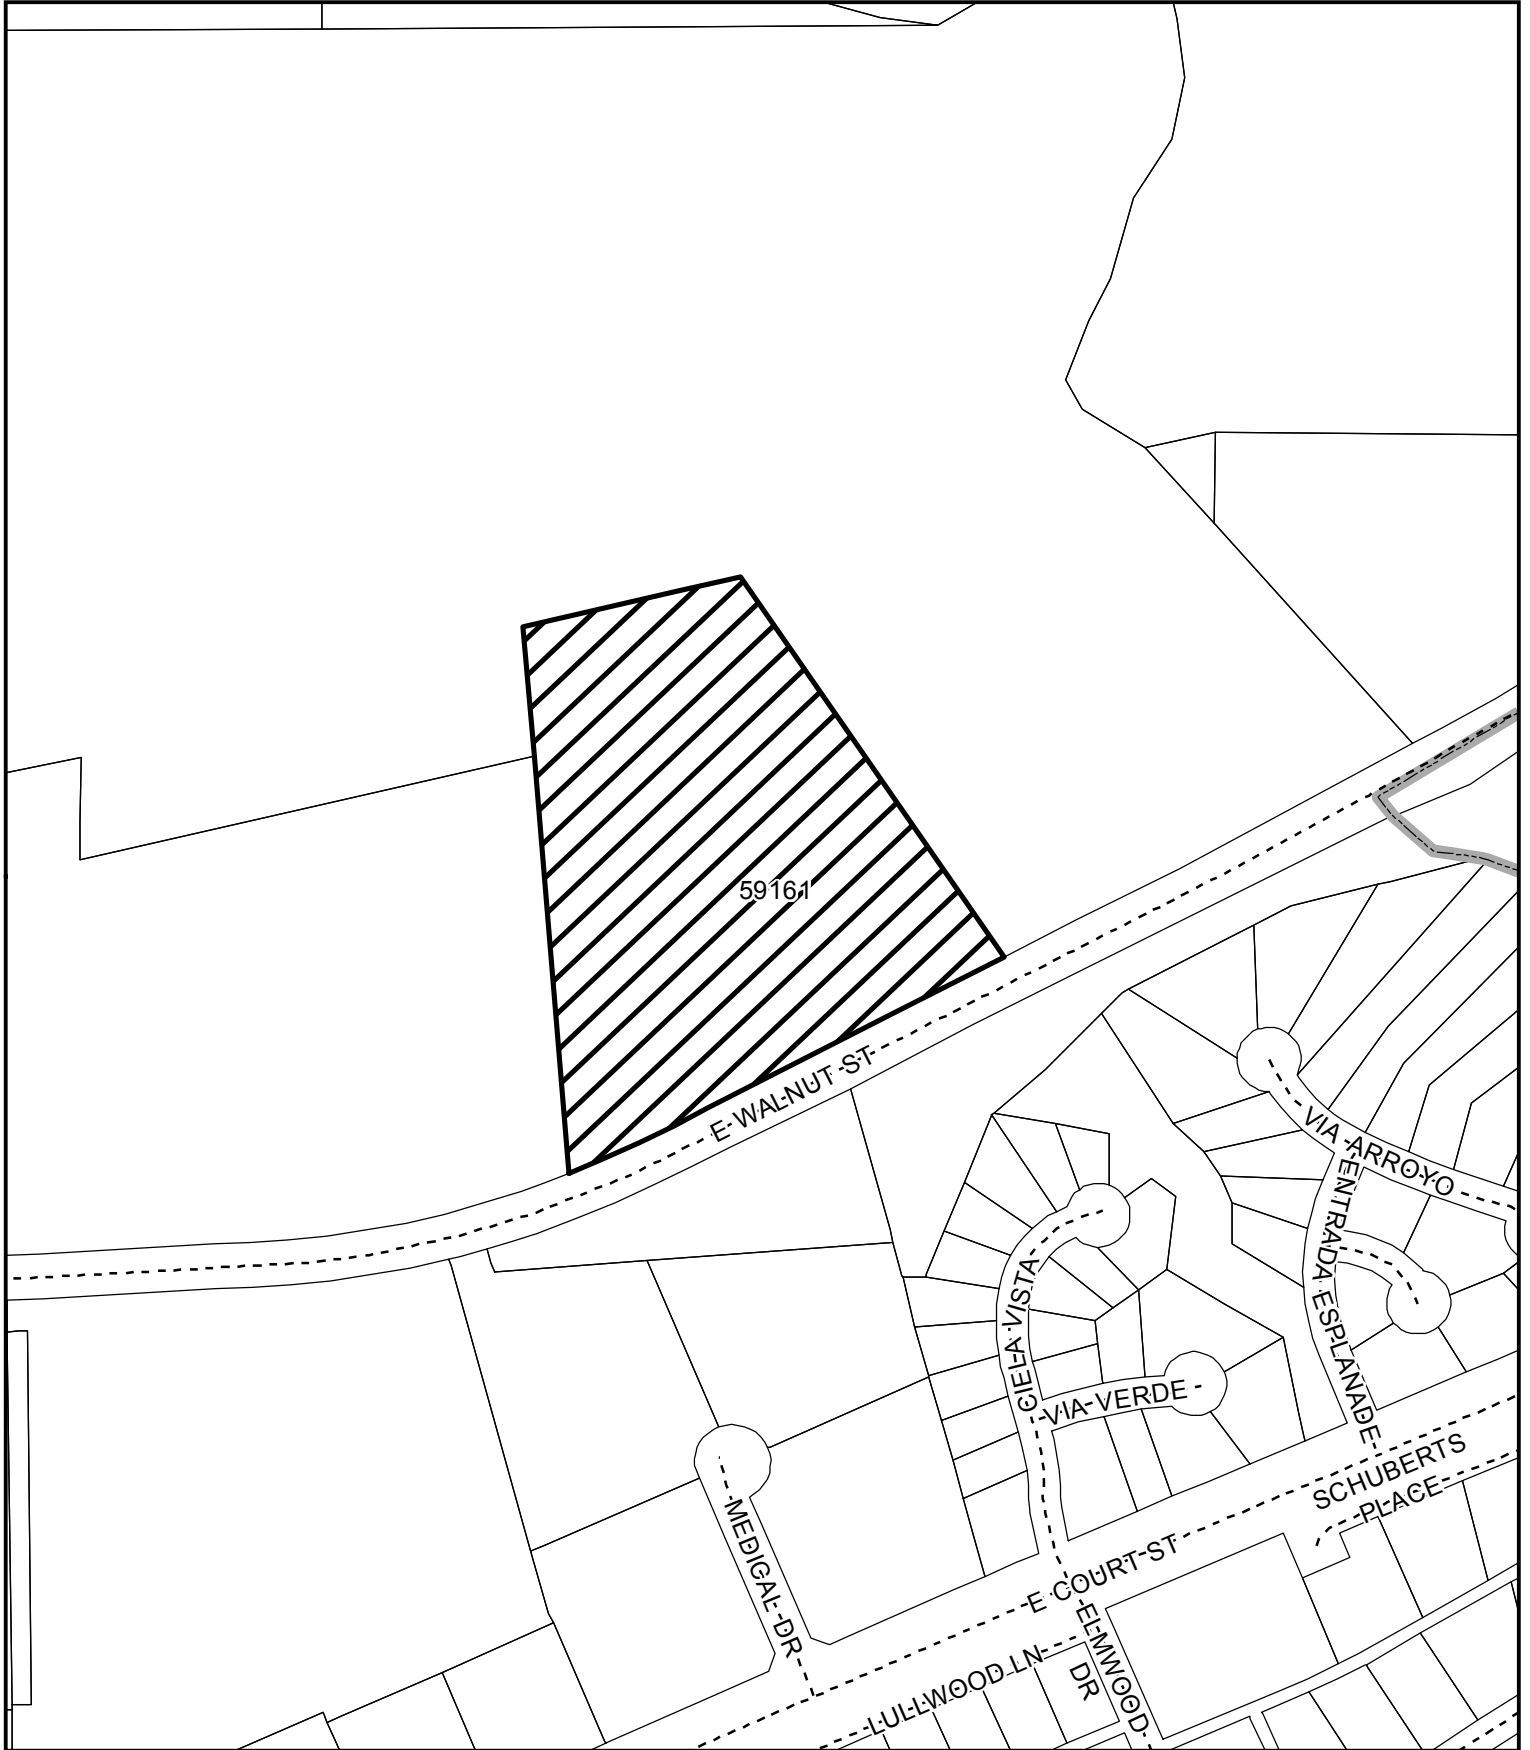 59161
E WALNUT ST
VIA ARROYO
ENTRADA ESPLANADE
CIELA VISTA
VIA VERDE
SCHUBERTS
PLACE
MEDICAL DR
E COURT ST
ELMWOOD
DR
LULLWOOD LN